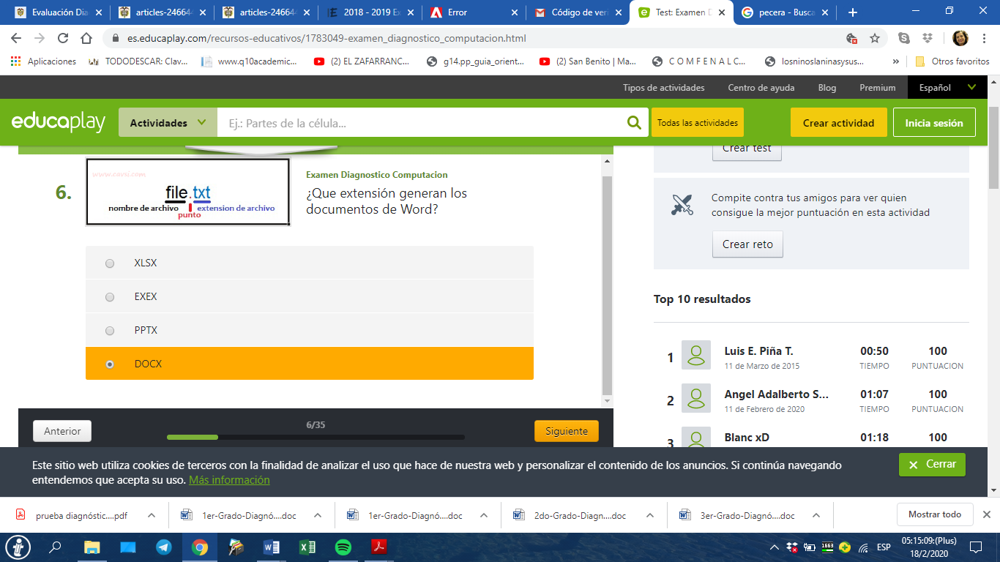 Evaluación Dia
articles-24664
articles-24664
2018 - 2019 E
Error
Código de veri
Test: Examen D
pecera - Busca
es.educaplay.com/recursos-educativos/1783049-examen_diagnostico_computacion.html
Aplicaciones
TODODESCAR: Clav...
www.q10academic...
(2) EL ZAFARRANC...
g14.pp_guia_orient...
(2) San Benito | Ma...
C O M F E N A L C...
losninoslaninasysus...
»
Otros favoritos
Tipos de actividades
Centro de ayuda
Blog
Premium
Español
educaplay
Actividades
Ej.: Partes de la célula...
Todas las actividades
Crear actividad
Inicia sesión
6.
www.cavsi.com
file.txt
nombre de archivo
extension de archivo
punto
Examen Diagnostico Computacion
¿Que extensión generan los
documentos de Word?
XLSX
EXEX
PPTX
DOCX
Anterior
6/35
Siguiente
Crear test
Compite contra tus amigos para ver quien
consigue la mejor puntuación en esta actividad
Crear reto
Top 10 resultados
1
Luis E. Piña T.
11 de Marzo de 2015
00:50
TIEMPO
100
PUNTUACION
2
Angel Adalberto S...
11 de Febrero de 2020
01:07
TIEMPO
100
PUNTUACION
3
Blanc xD
01:18
100
Este sitio web utiliza cookies de terceros con la finalidad de analizar el uso que hace de nuestra web y personalizar el contenido de los anuncios. Si continúa navegando
entendemos que acepta su uso. Más información
Cerrar
prueba diagnóstic....pdf
1er-Grado-Diagnó....doc
1er-Grado-Diagnó....doc
2do-Grado-Diagn....doc
3er-Grado-Diagnó....doc
Mostrar todo
1663
ESP
05:15:09:(Plus)
18/2/2020